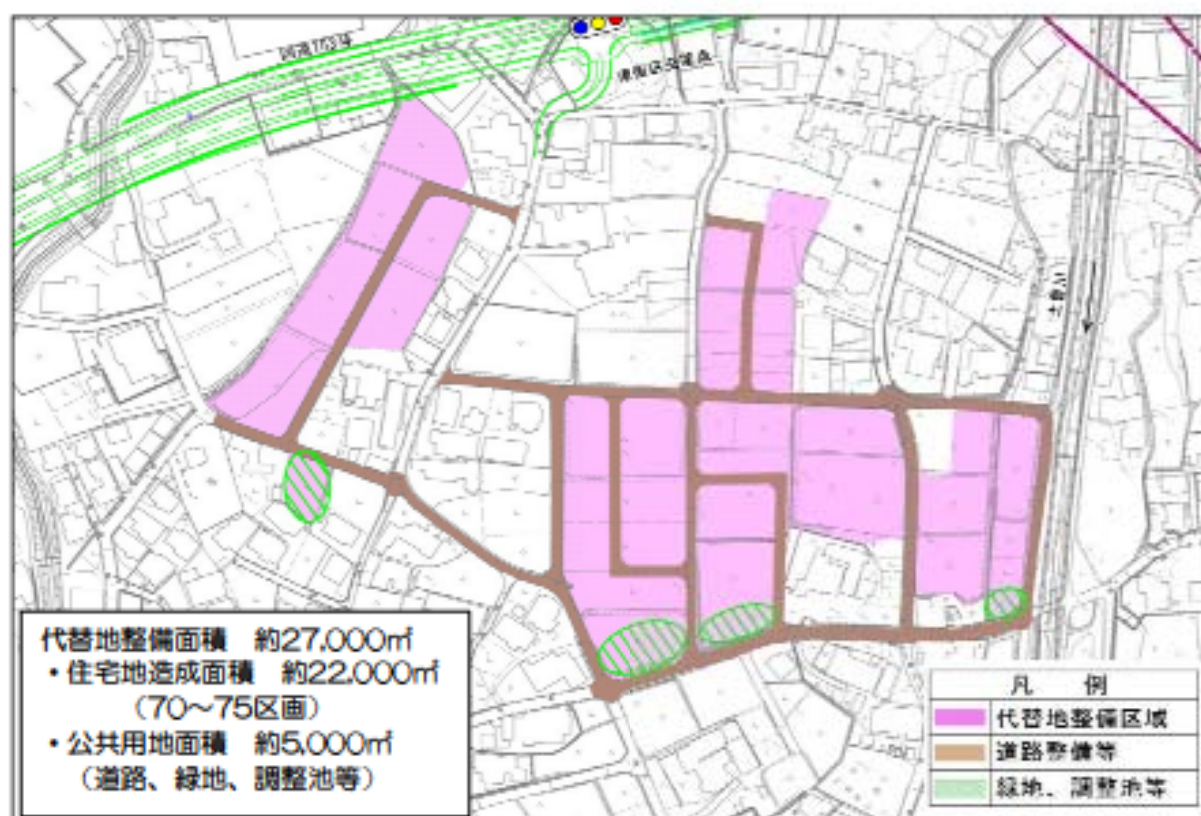 代替地整備面積　約27,000㎡
・住宅地造成面積　約22,000㎡
（70～75区画）
・公共用地面積　約5,000㎡
（道路、緑地、調整池等）
凡　例
代替地整備区域
道路整備等
緑地、調整池等